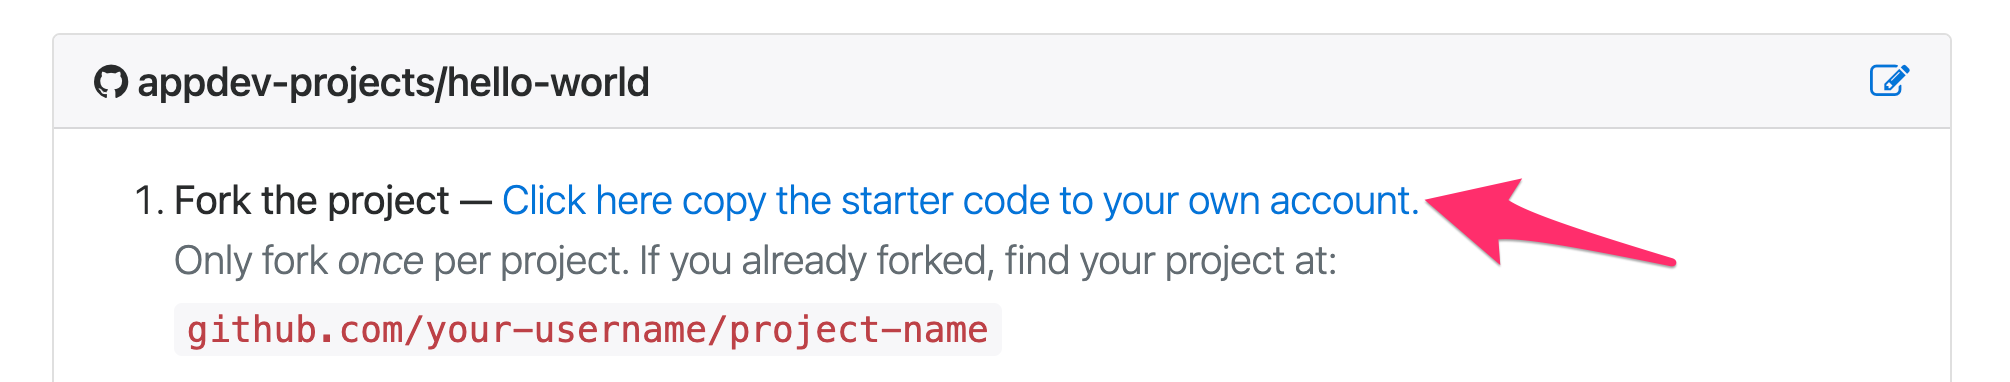 appdev-projects/hello-world
1. Fork the project — Click here copy the starter code to your own account.
Only fork once per project. If you already forked, find your project at:
github.com/your-username/project-name